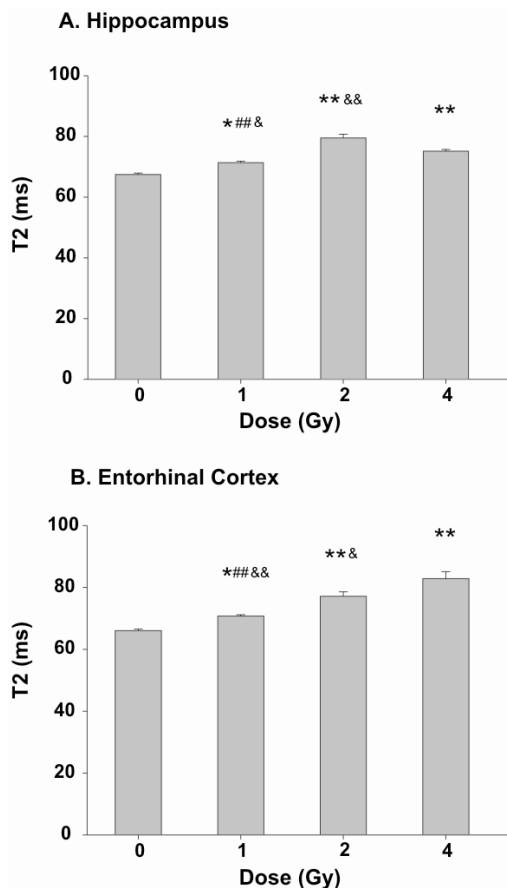 A. Hippocampus
100
80
60
40
20
0
T2 (ms)
*##& **&& **
0 1 2 4
Dose (Gy)
B. Entorhinal Cortex
100
80
60
40
20
0
T2 (ms)
*##&& **& **
0 1 2 4
Dose (Gy)